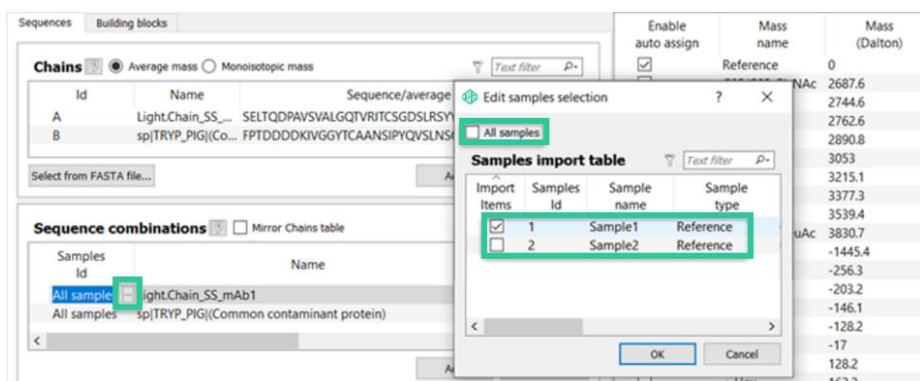 Sequences
Building blocks
Chains Average mass Monoisotopic mass Text filter
Id Name Sequence/average
A Light.Chain_SS_... SELTQDPAVSVALGQTVRITCSGDSLRSY
B sp|TRYP_PIG|(Co... FPTDDDDKIVGGYTCAANSIPYQVSLNS
Select from FASTA file...
Sequence combinations Mirror Chains table
Samples Id Name
All sample ight.Chain_SS_mAb1
All samples sp|TRYP_PIG|(Common contaminant protein)
Edit samples selection ? ×
All samples
Samples import table Text filter
Import Items Samples Id Sample name Sample type
1 Sample1 Reference
2 Sample2 Reference
OK Cancel
Enable auto assign Mass name Mass (Dalton)
Reference 0
NAc 2687.6
2744.6
2762.6
2890.8
3053
3215.1
3377.3
3539.4
uAc 3830.7
-1445.4
-256.3
-203.2
-146.1
-128.2
-17
128.2